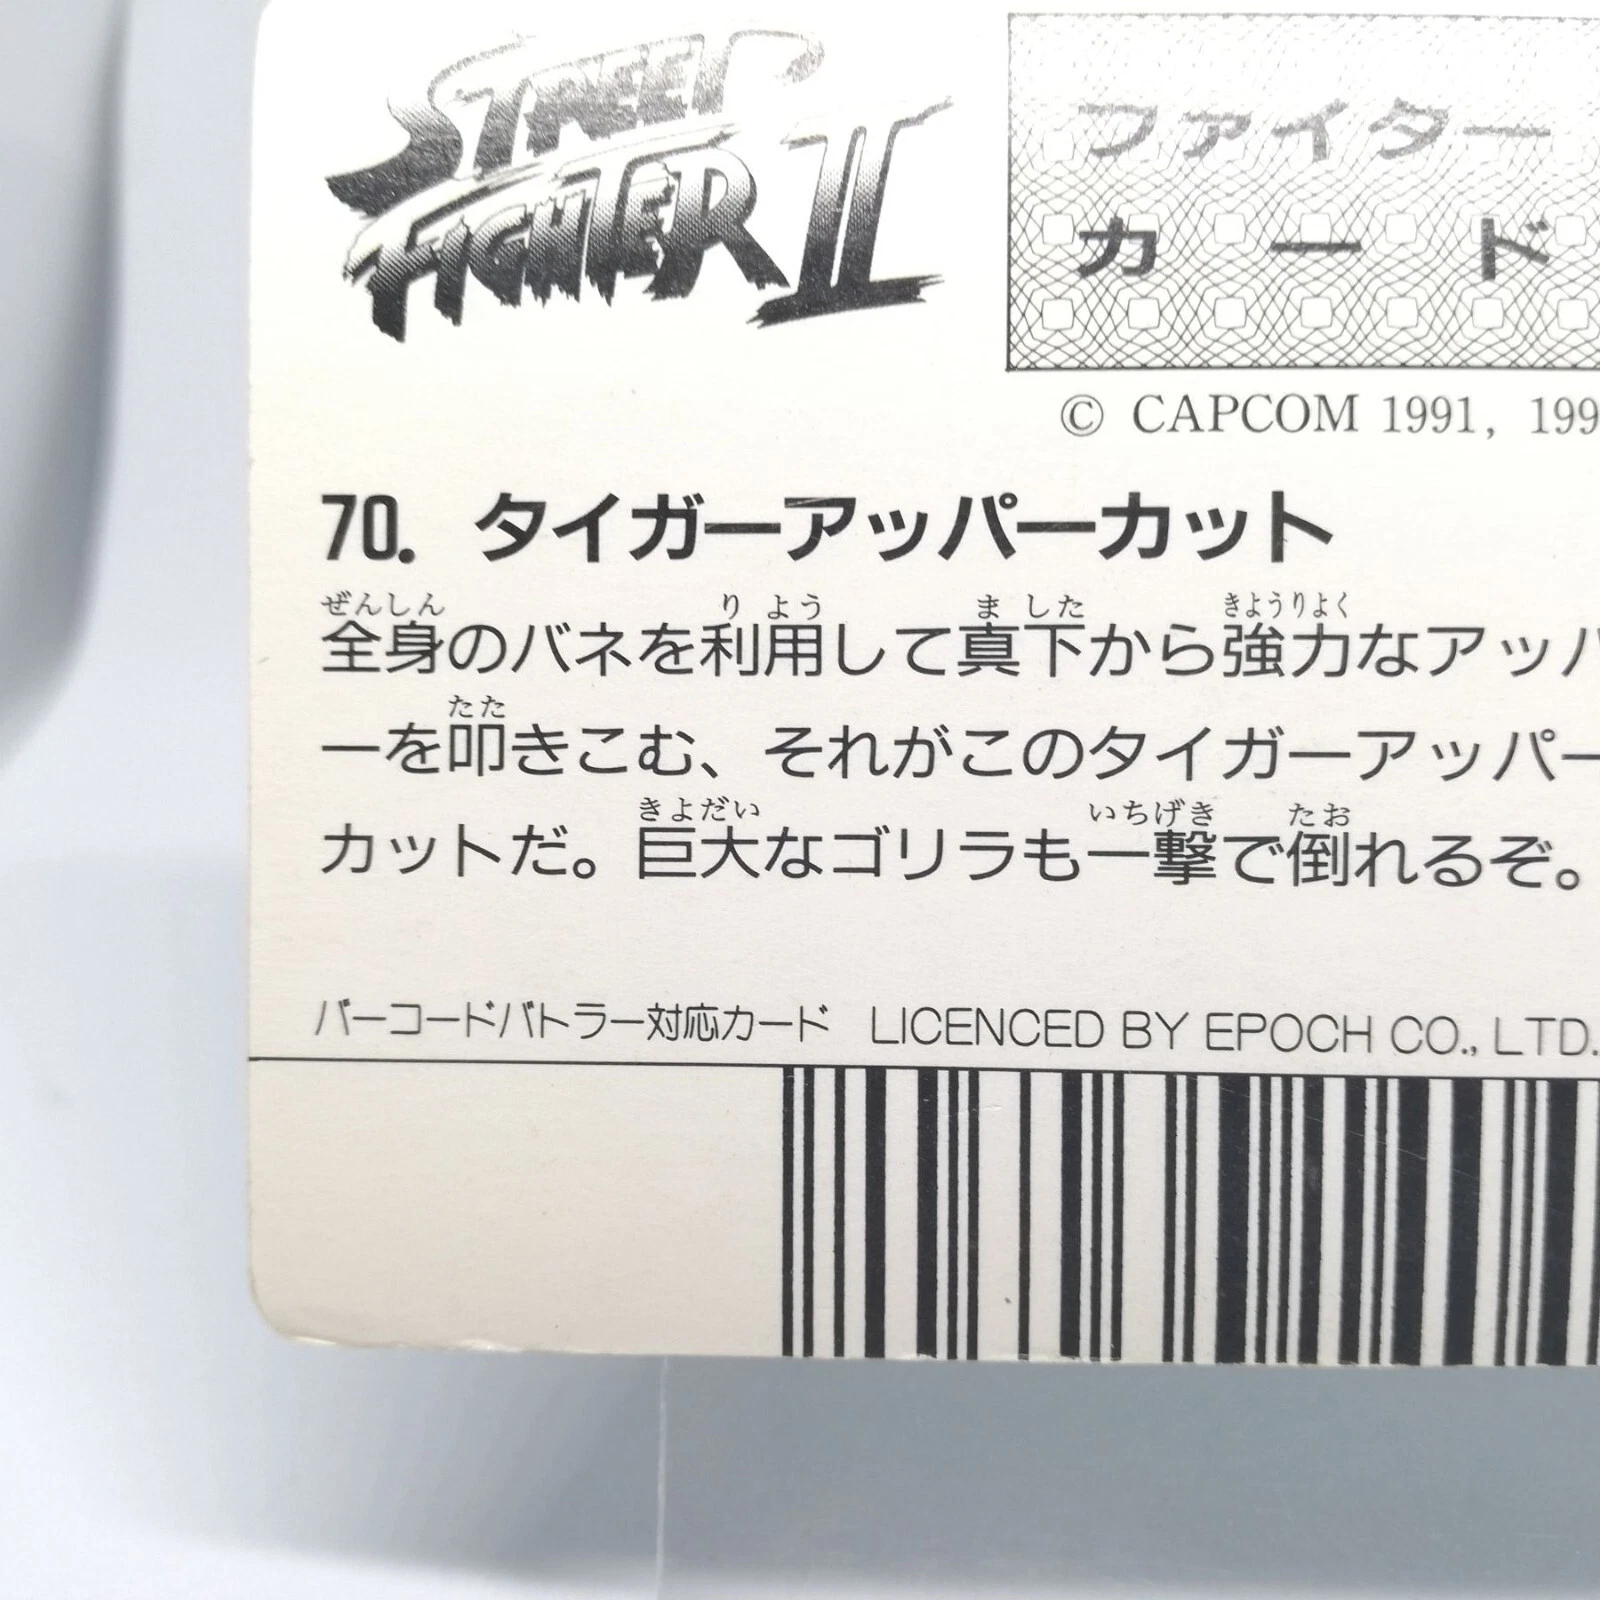 STREET
FIGHTER II
ファイター
カード
© CAPCOM 1991, 199
70. タイガーアッパーカット
ぜんしん りよう ました きようりよく
全身のバネを利用して真下から強力なアッパ
たた
ーを叩きこむ、それがこのタイガーアッパー
きよだい いちげき たお
カットだ。巨大なゴリラも一撃で倒れるぞ。
バーコードバトラー対応カード LICENCED BY EPOCH CO., LTD.